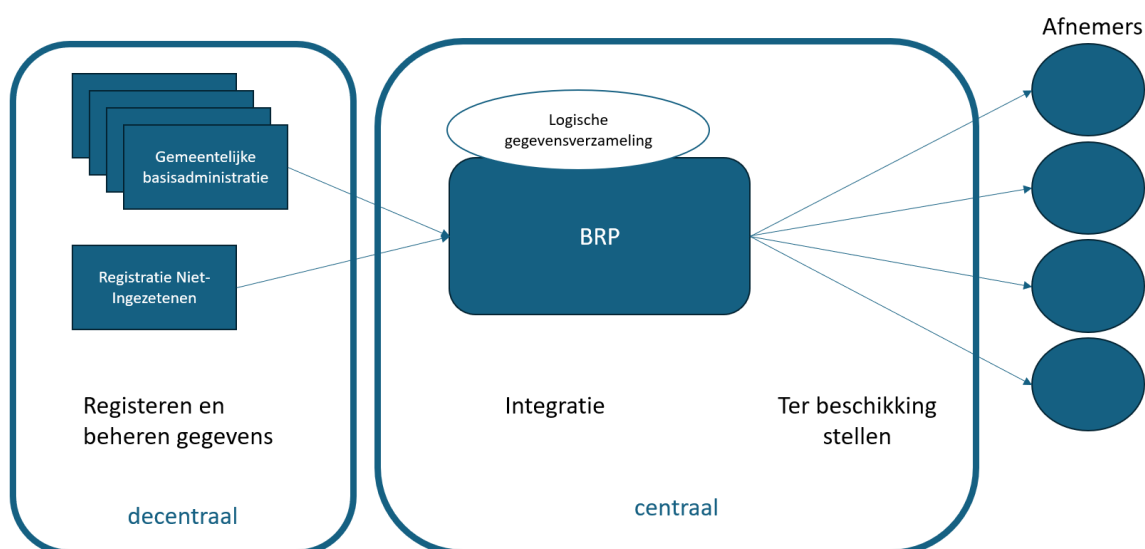 Afnemers
Logische
gegevensverzameling
Gemeentelijke
basisadministratie
BRP
Registratie Niet-
Ingezetenen
Registeren en
beheren gegevens
Integratie
Ter beschikking
stellen
decentraal
centraal